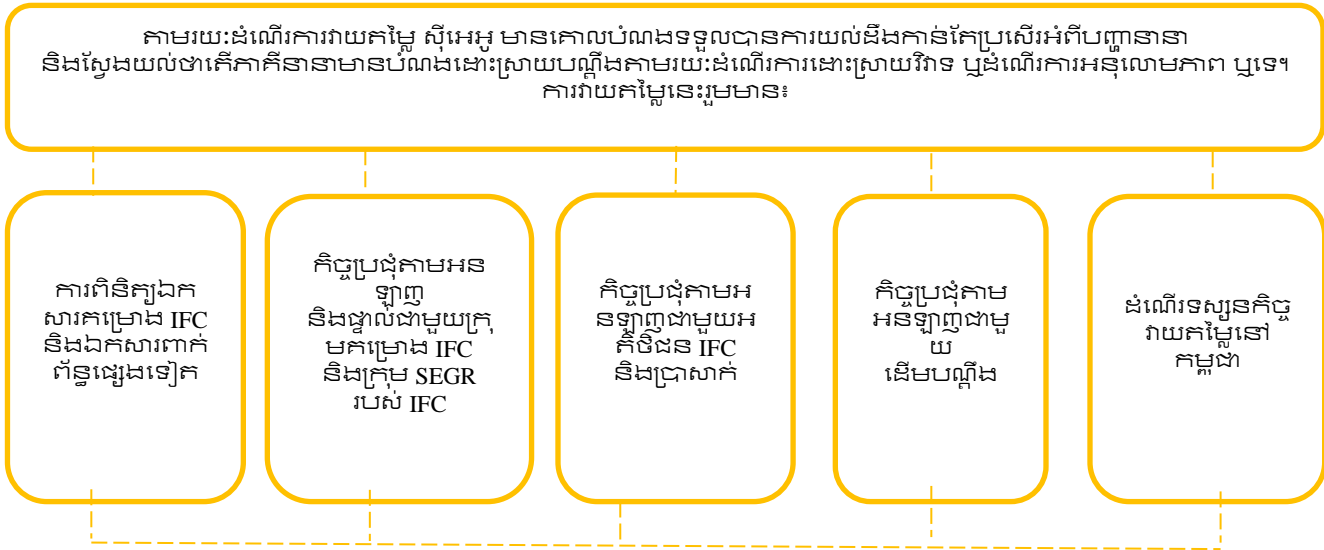 តាមរយៈដំណើរការវាយតម្លៃ ស៊ីអេអូ មានគោលបំណងទទួលបានការយល់ដឹងកាន់តែប្រសើរអំពីបញ្ហានានា
និងស្វែងយល់ថាតើភាគីនានាមានបំណងដោះស្រាយបណ្តឹងតាមរយៈដំណើរការដោះស្រាយវិវាទ ឬដំណើរការអនុលោមភាព ឬទេ។
ការវាយតម្លៃនេះរួមមាន៖
ការពិនិត្យឯក
សារគម្រោង IFC
និងឯកសារពាក់
ព័ន្ធផ្សេងទៀត
កិច្ចប្រជុំតាមអន
ឡាញ
និងផ្ទាល់ជាមួយក្រុ
មគម្រោង IFC
និងក្រុម SEGR
របស់ IFC
កិច្ចប្រជុំតាមអ
នឡាញជាមួយអ
តិថិជន IFC
និងប្រាសាក់
កិច្ចប្រជុំតាម
អនឡាញជាមួ
យ
ដើមបណ្តឹង
ដំណើរទស្សនកិច្ច
វាយតម្លៃនៅ
កម្ពុជា